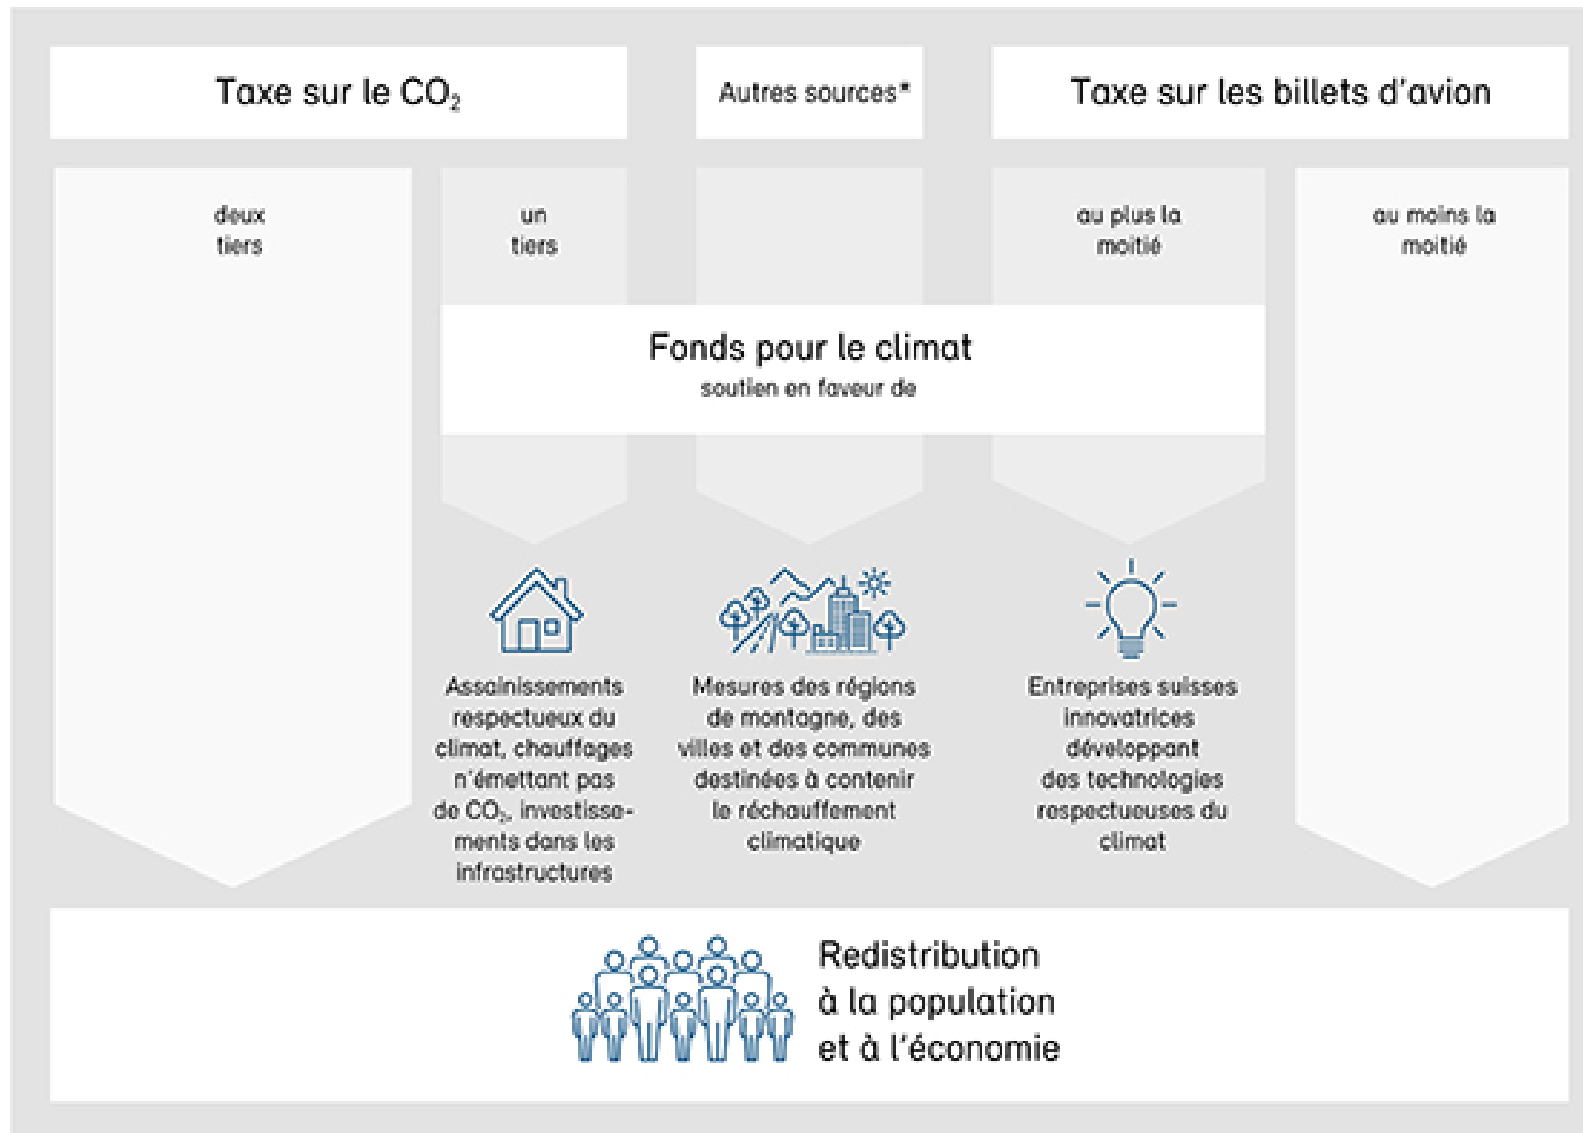 Taxe sur le CO₂
Autres sources*
Taxe sur les billets d'avion
deux
tiers
un
tiers
au plus la
moitié
au moins la
moitié
Fonds pour le climat
soutien en faveur de
Assainissements
respectueux du
climat, chauffages
n'émettant pas
de CO₂, investisse-
ments dans les
infrastructures
Mesures des régions
de montagne, des
villes et des communes
destinées à contenir
le réchauffement
climatique
Entreprises suisses
innovatrices
développant
des technologies
respectueuses du
climat
Redistribution
à la population
et à l'économie